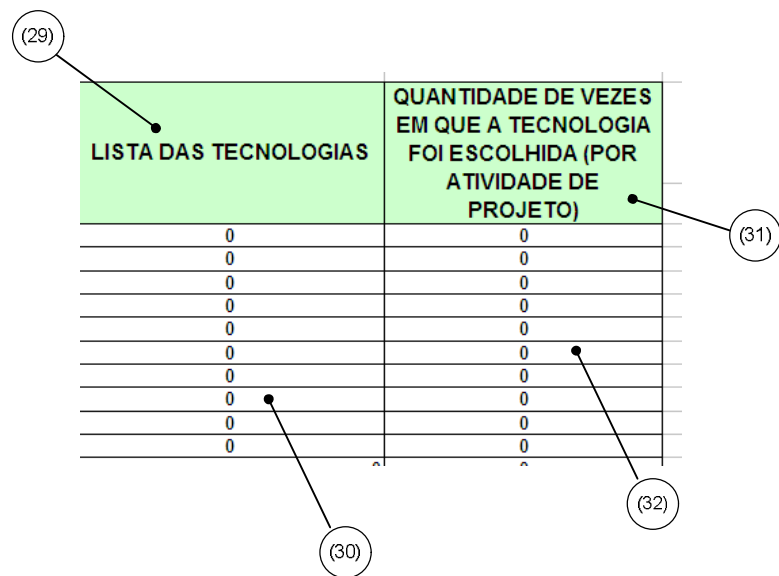 (29)
LISTA DAS TECNOLOGIAS
QUANTIDADE DE VEZES
EM QUE A TECNOLOGIA
FOI ESCOLHIDA (POR
ATIVIDADE DE
PROJETO)
(31)
0 0
0 0
0 0
0 0
0 0
0 0
0 0
0 0
0 0
0 0
0 0
(32)
(30)